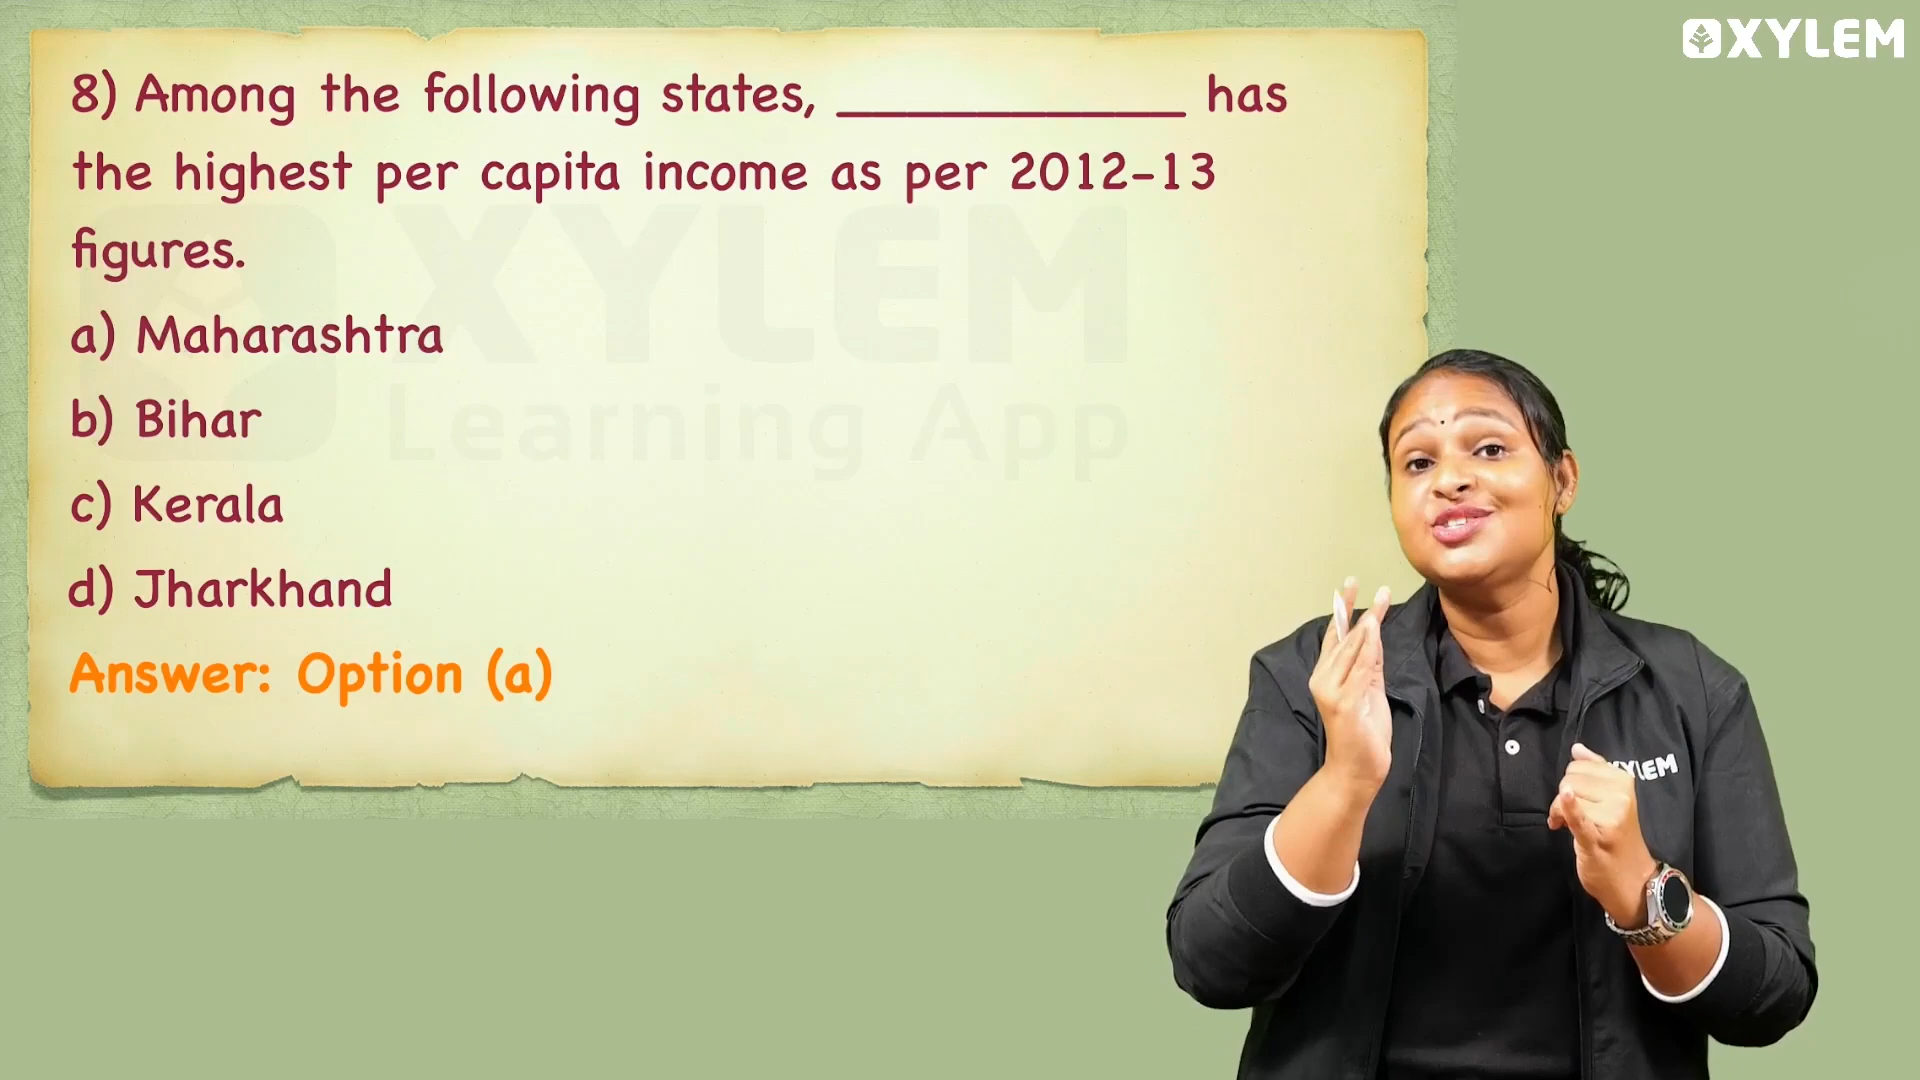 XYLEM
8) Among the following states, ____________ has
the highest per capita income as per 2012-13
figures.
a) Maharashtra
b) Bihar
c) Kerala
d) Jharkhand
Answer: Option (a)
XYLEM
Learning App
XYLEM